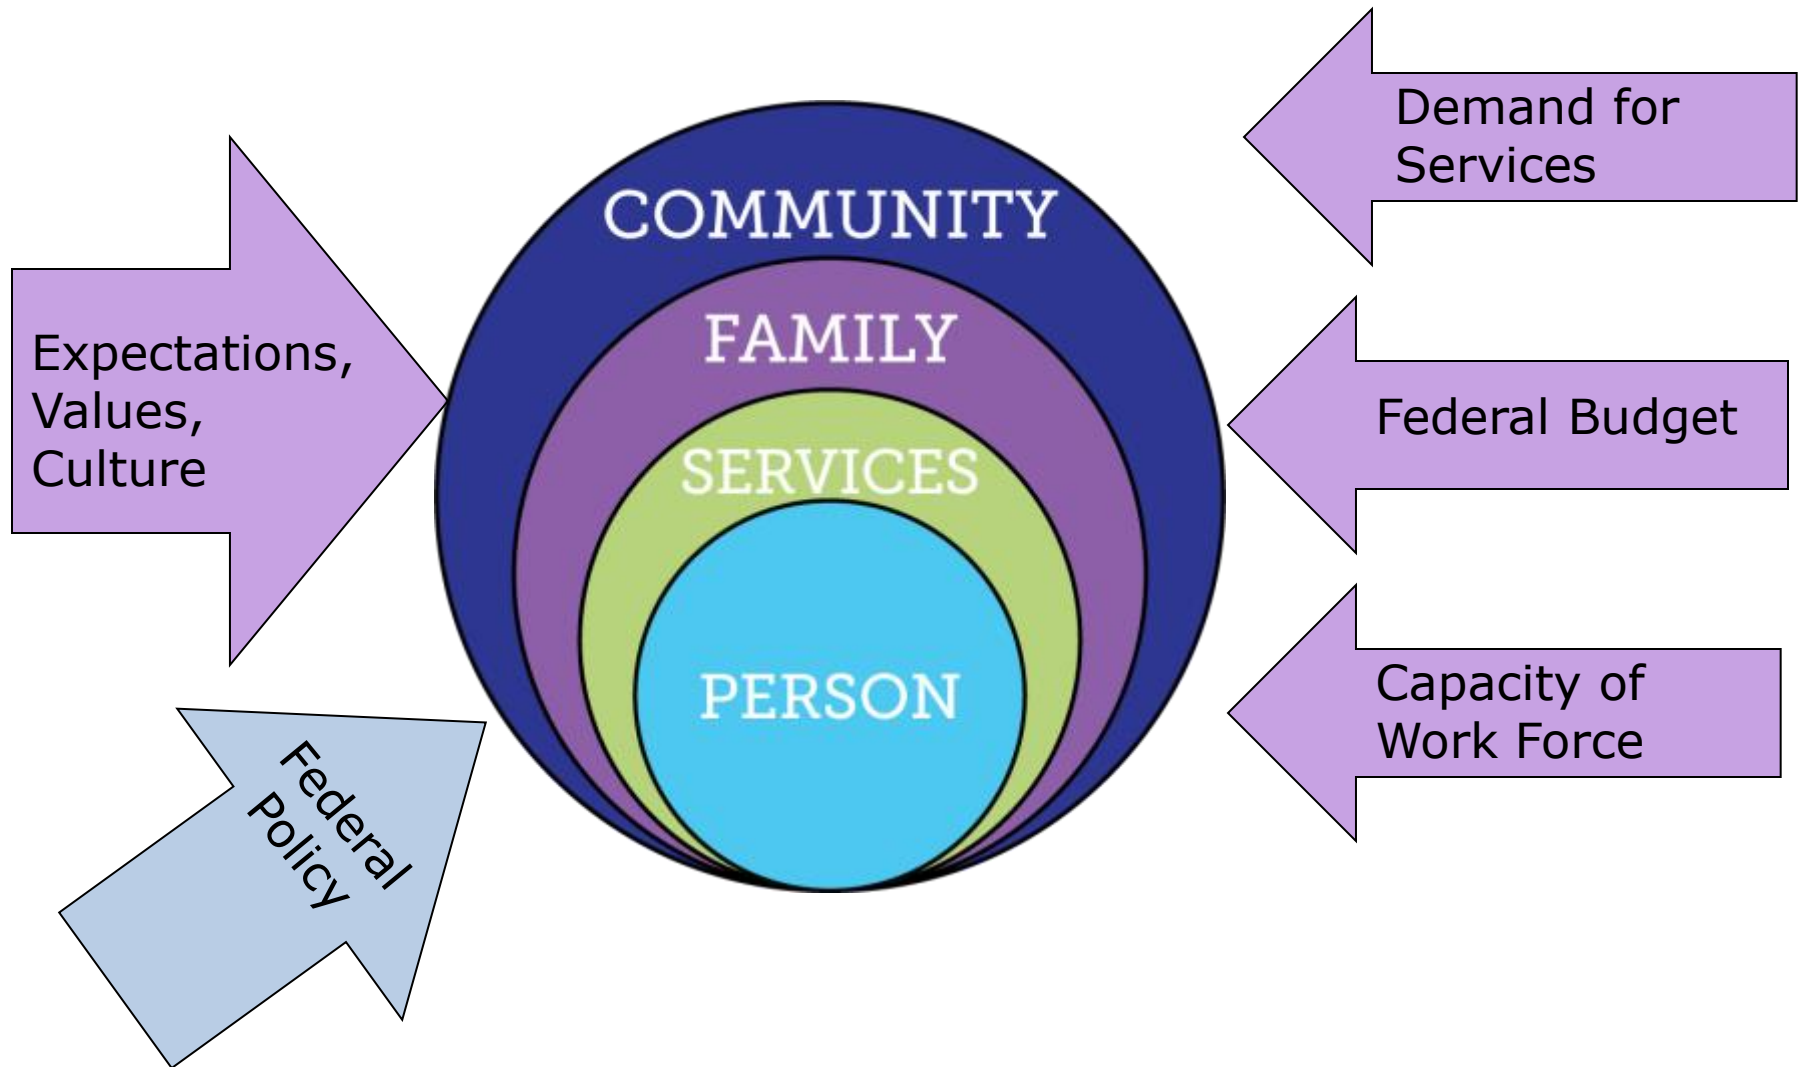 Expectations,
Values,
Culture
Federal
Policy
COMMUNITY
FAMILY
SERVICES
PERSON
Demand for
Services
Federal Budget
Capacity of
Work Force